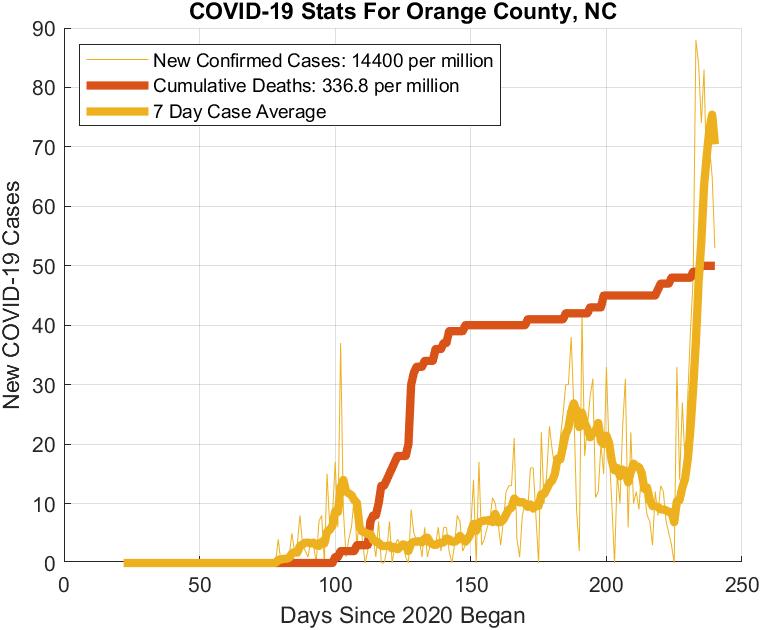 COVID-19 Stats For Orange County, NC
New Confirmed Cases: 14400 per million
Cumulative Deaths: 336.8 per million
7 Day Case Average
New COVID-19 Cases
90
80
70
60
50
40
30
20
10
0
0 50 100 150 200 250
Days Since 2020 Began